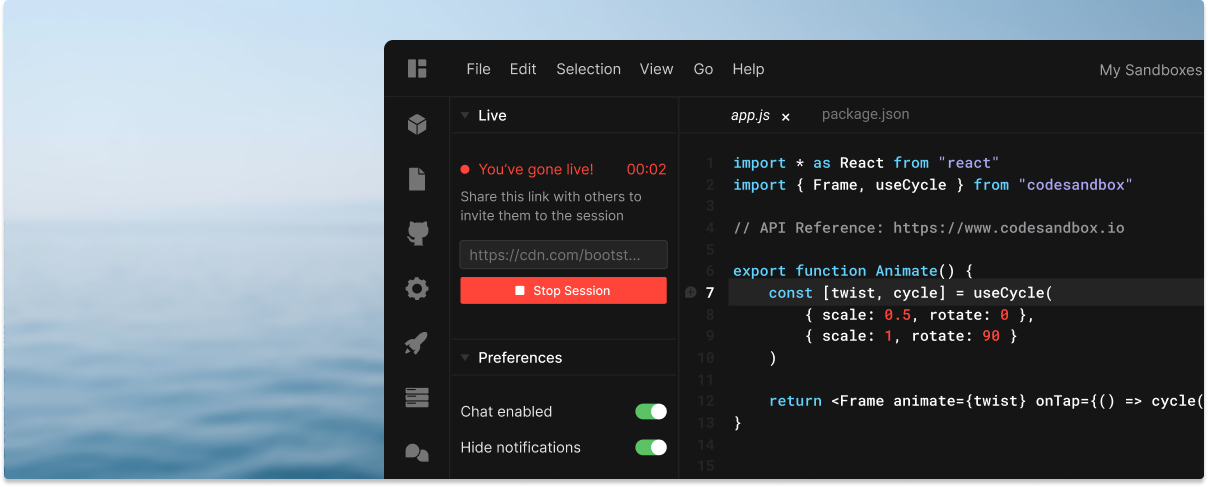 File Edit Selection View Go Help My Sandboxes
Live
You've gone live! 00:02
Share this link with others to
invite them to the session
https://cdn.com/bootst...
Stop Session
Preferences
Chat enabled
Hide notifications
app.js × package.json
1 import * as React from "react"
2 import { Frame, useCycle } from "codesandbox"
3
4 // API Reference: https://www.codesandbox.io
5
6 export function Animate() {
7 const [twist, cycle] = useCycle(
8 { scale: 0.5, rotate: 0 },
9 { scale: 1, rotate: 90 }
10 )
11
12 return <Frame animate={twist} onTap={() => cycle(
13 }
14
15